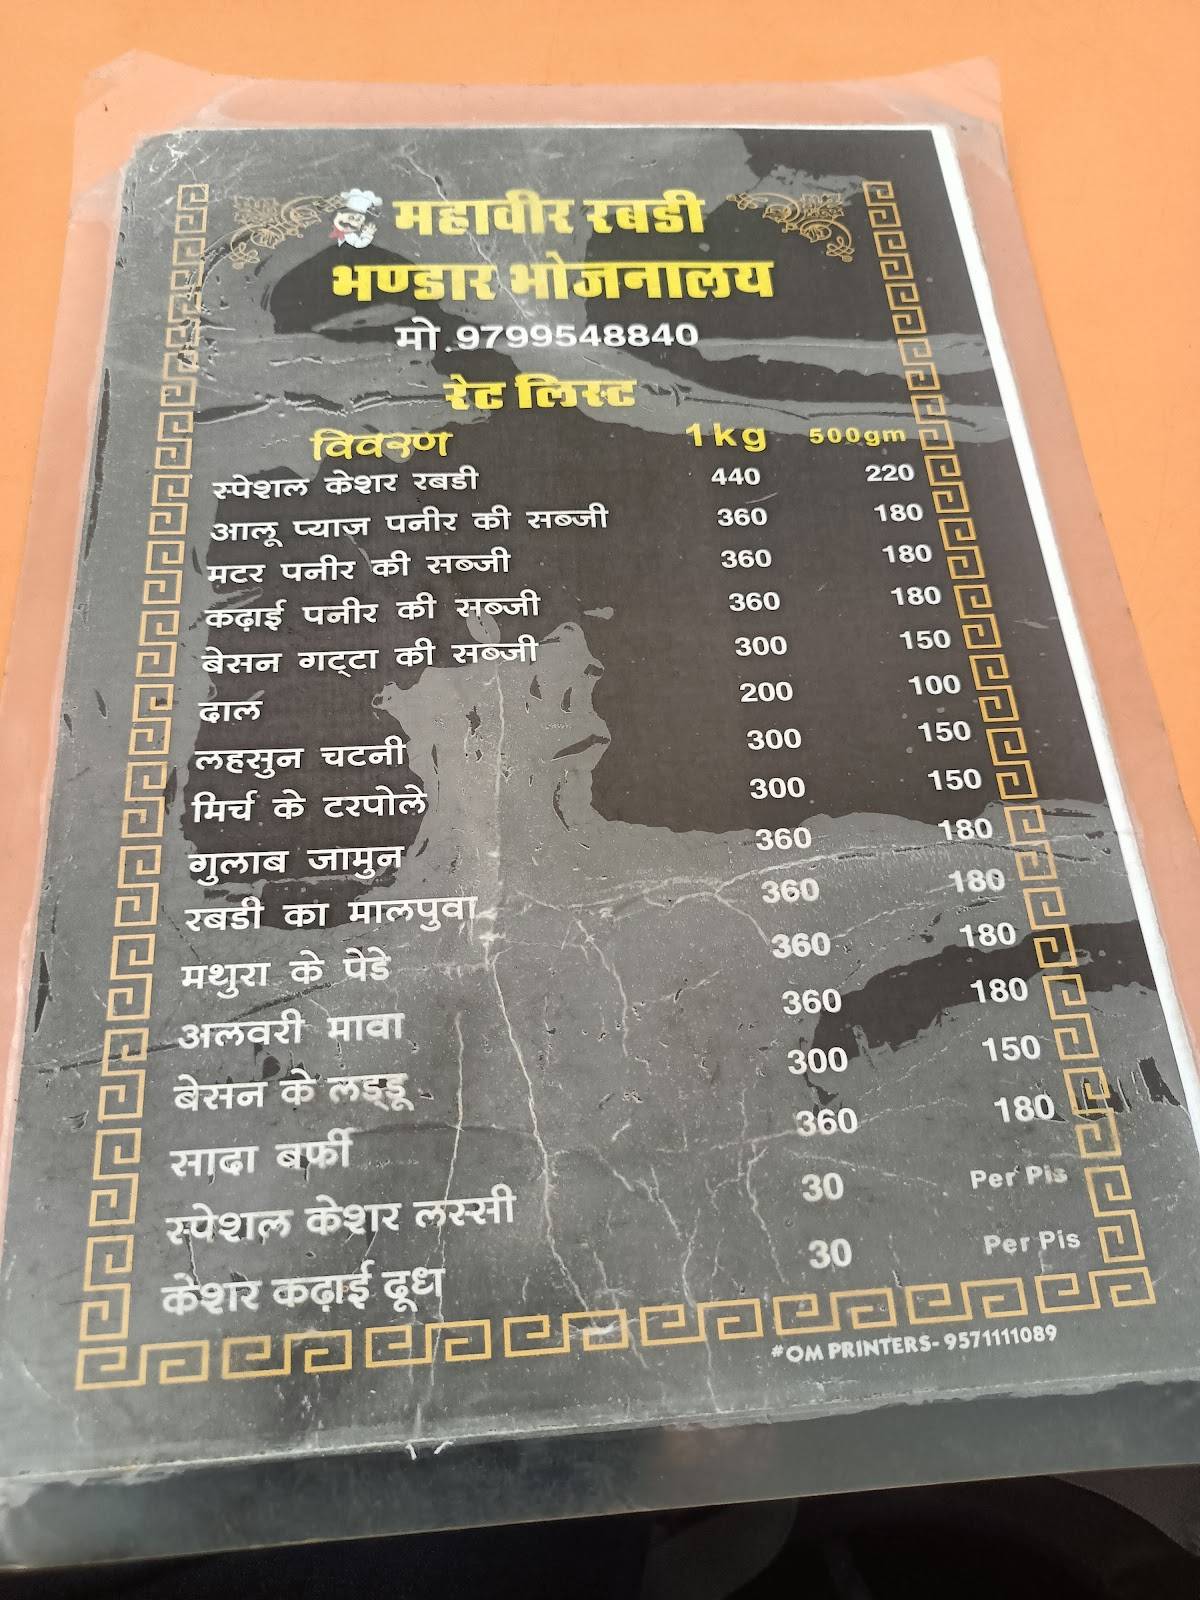 महावीर रबडी
भण्डार भोजनालय
मो.9799548840
रेट लिस्ट
विवरण 1kg 500gm
स्पेशल केशर रबडी 440 220
आलू प्याज पनीर की सब्जी 360 180
मटर पनीर की सब्जी 360 180
कढ़ाई पनीर की सब्जी 360 180
बेसन गट्टा की सब्जी 300 150
दाल 200 100
लहसुन चटनी 300 150
मिर्च के टरपोले 300 150
गुलाब जामुन 360 180
रबडी का मालपुवा 360 180
मथुरा के पेडे 360 180
अलवरी मावा 360 180
बेसन के लड्डू 300 150
सादा बर्फी 360 180
स्पेशल केशर लस्सी 30 Per Pis
केशर कढ़ाई दूध 30 Per Pis
#OM PRINTERS- 9571111089